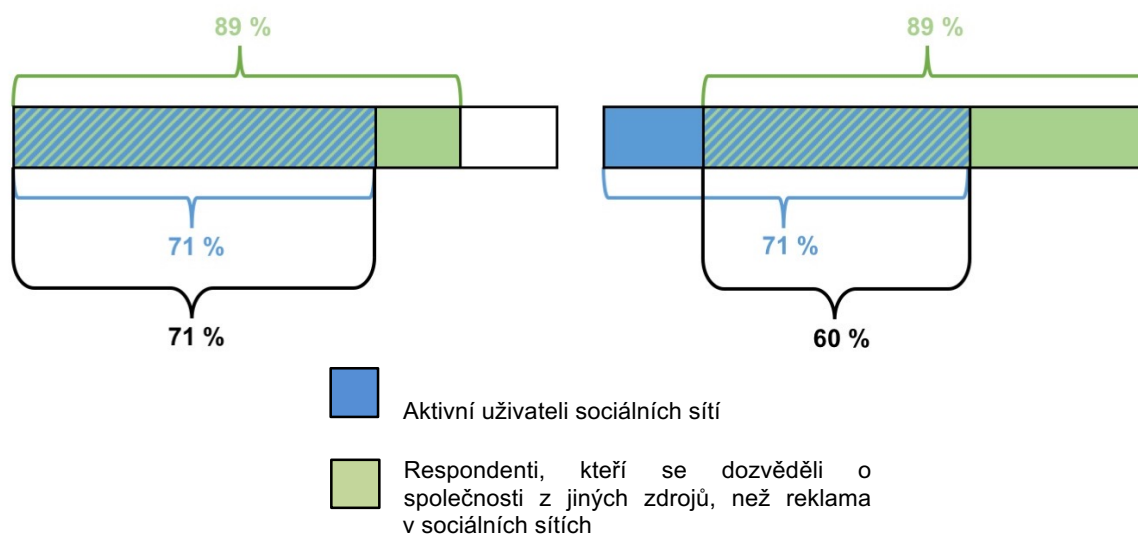 89 %
89 %
71 %
71 %
71 %
60 %
Aktivní uživateli sociálních sítí
Respondenti, kteří se dozvěděli o
společnosti z jiných zdrojů, než reklama
v sociálních sítích